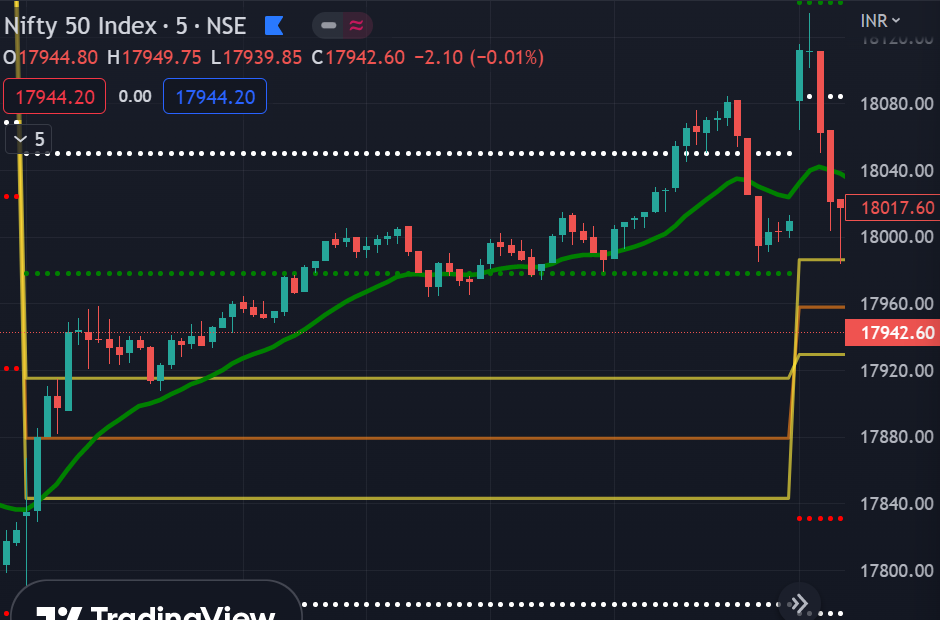 Nifty 50 Index · 5 · NSE
INR
O17944.80 H17949.75 L17939.85 C17942.60 −2.10 (−0.01%)
17944.20 0.00 17944.20
5
18120.00
18080.00
18040.00
18017.60
18000.00
17960.00
17942.60
17920.00
17880.00
17840.00
17800.00
TradingView